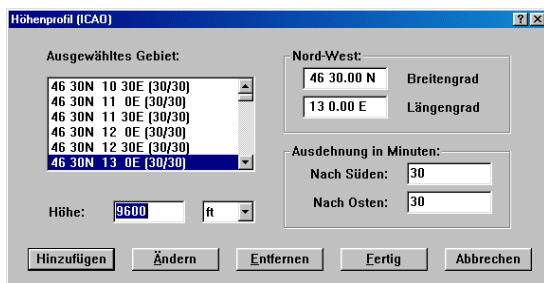 Höhenprofil (ICAO)
Ausgewähltes Gebiet:
46 30N 10 30E (30/30)
46 30N 11 0E (30/30)
46 30N 11 30E (30/30)
46 30N 12 0E (30/30)
46 30N 12 30E (30/30)
46 30N 13 0E (30/30)
Höhe: 9600 ft
Nord-West:
46 30.00 N Breitengrad
13 0.00 E Längengrad
Ausdehnung in Minuten:
Nach Süden: 30
Nach Osten: 30
Hinzufügen Ändern Entfernen Fertig Abbrechen